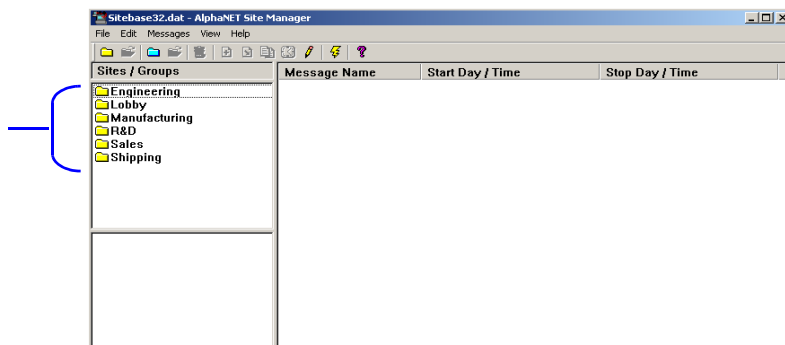 Sitebase32.dat - AlphaNET Site Manager
File Edit Messages View Help
Sites / Groups Message Name Start Day / Time Stop Day / Time
Engineering
Lobby
Manufacturing
R&D
Sales
Shipping